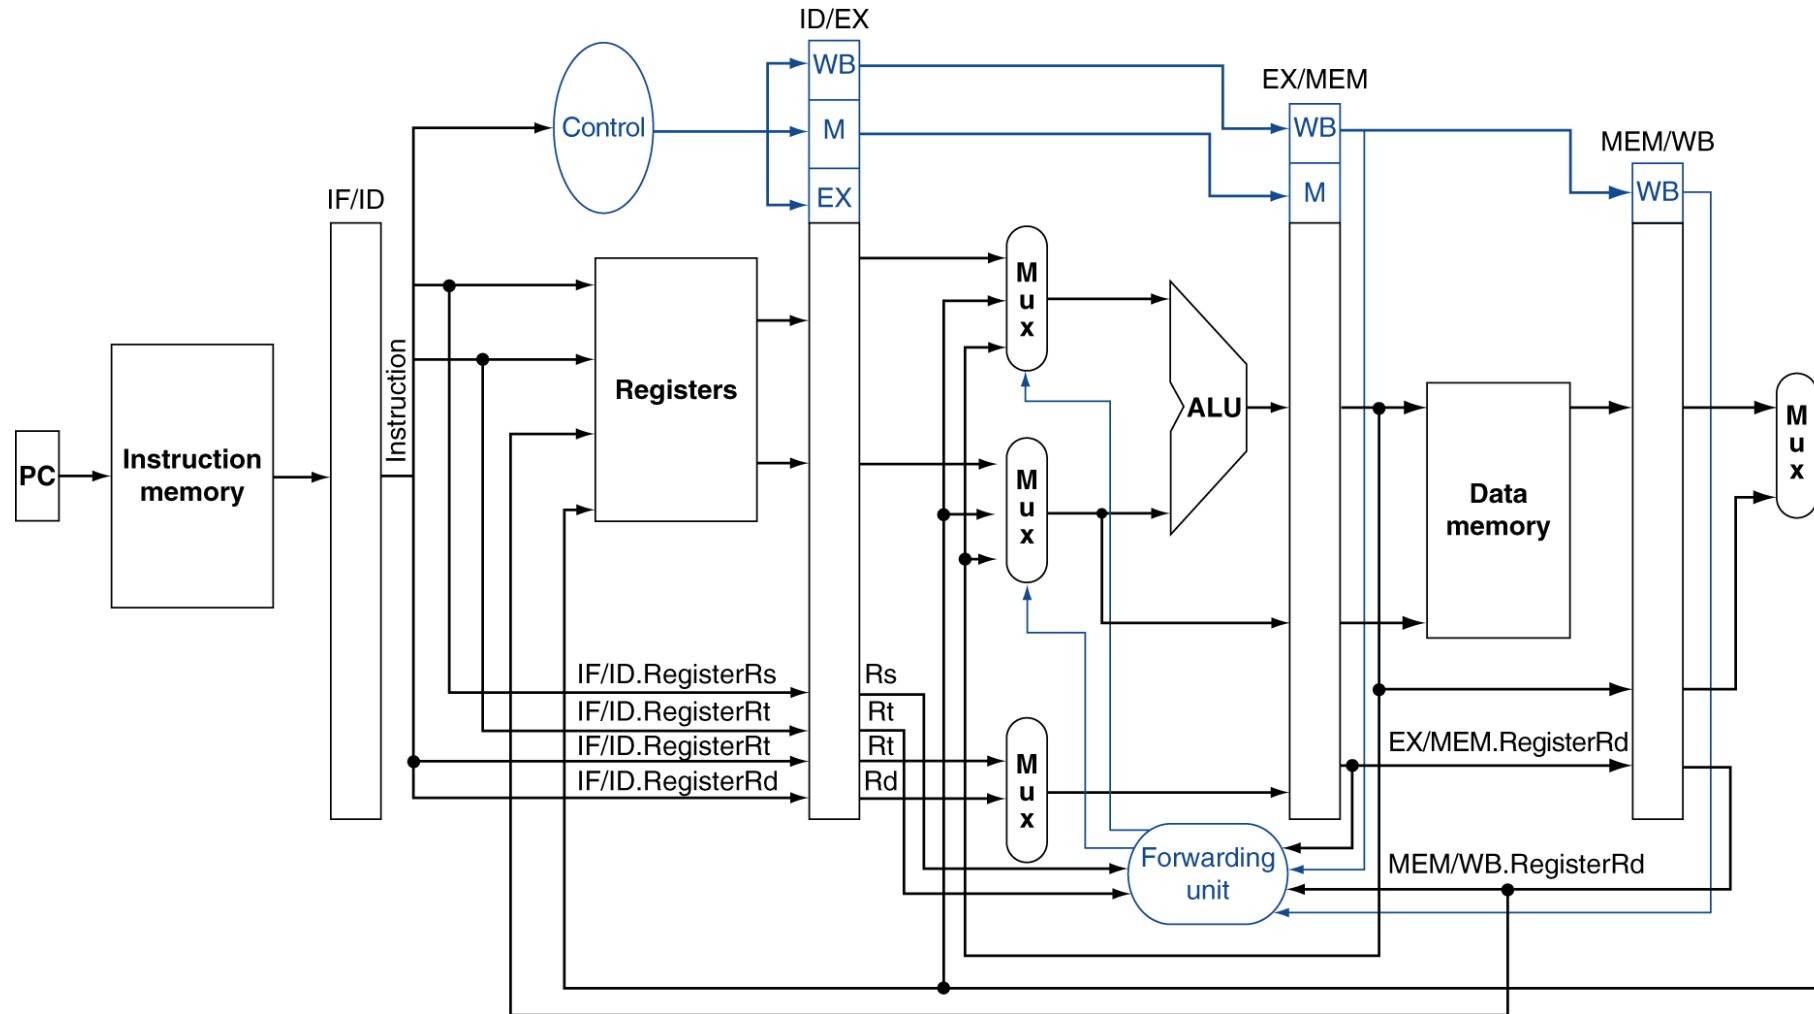 ID/EX
WB
EX/MEM
Control
M
WB
MEM/WB
IF/ID
EX
M
WB
M
u
x
Instruction
Registers
ALU
PC
Instruction
memory
M
u
x
Data
memory
M
u
x
IF/ID.RegisterRs
Rs
IF/ID.RegisterRt
Rt
IF/ID.RegisterRt
Rt
EX/MEM.RegisterRd
IF/ID.RegisterRd
Rd
M
u
x
Forwarding
unit
MEM/WB.RegisterRd